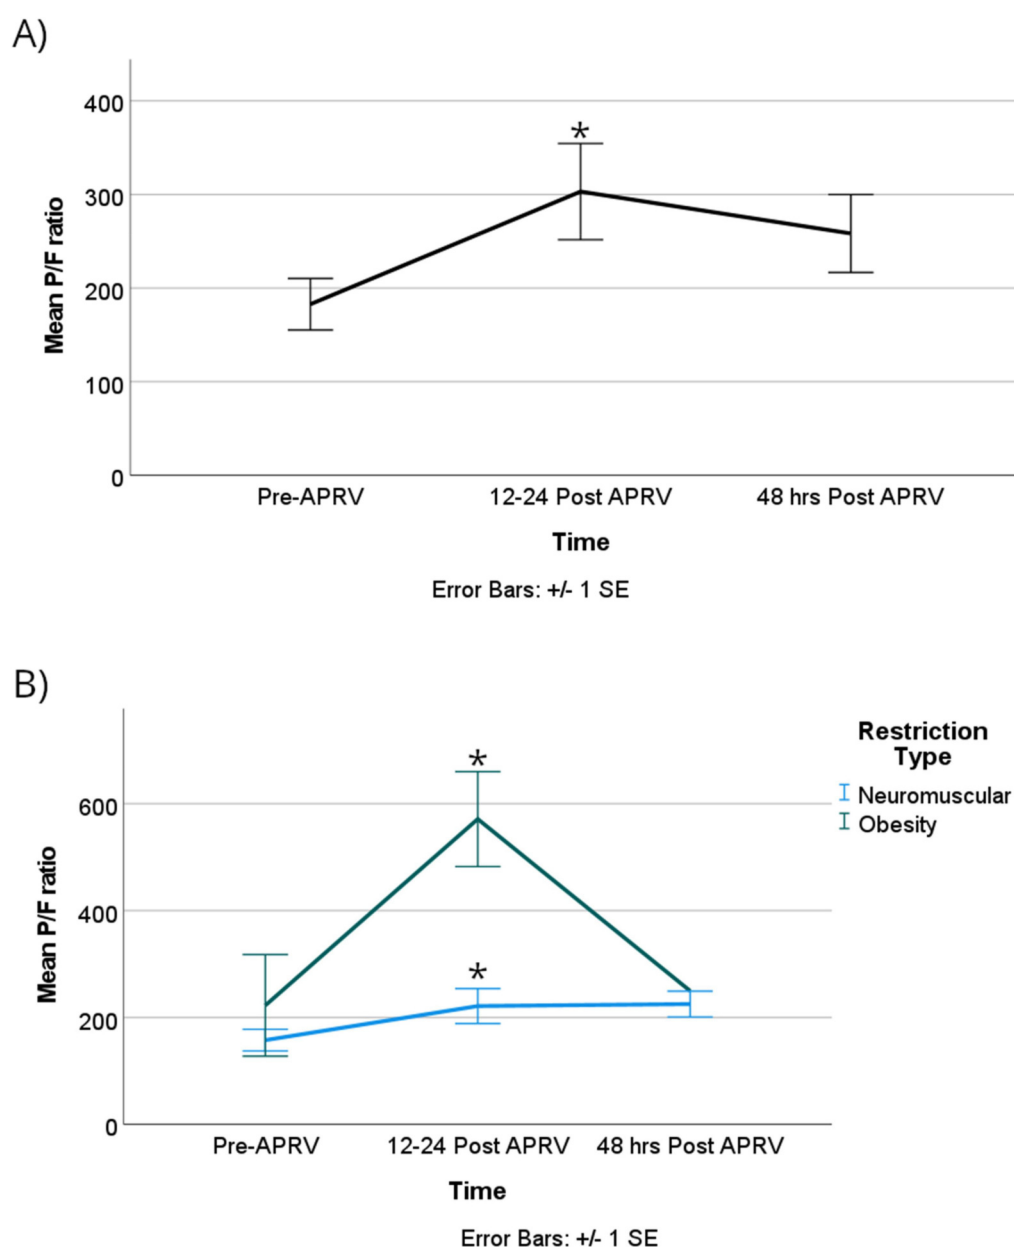 A)
400
300
200
100
0
Mean P/F ratio
*
Pre-APRV
12-24 Post APRV
48 hrs Post APRV
Time
Error Bars: +/- 1 SE
B)
600
400
200
0
Mean P/F ratio
*
*
Pre-APRV
12-24 Post APRV
48 hrs Post APRV
Time
Error Bars: +/- 1 SE
Restriction
Type
Neuromuscular
Obesity